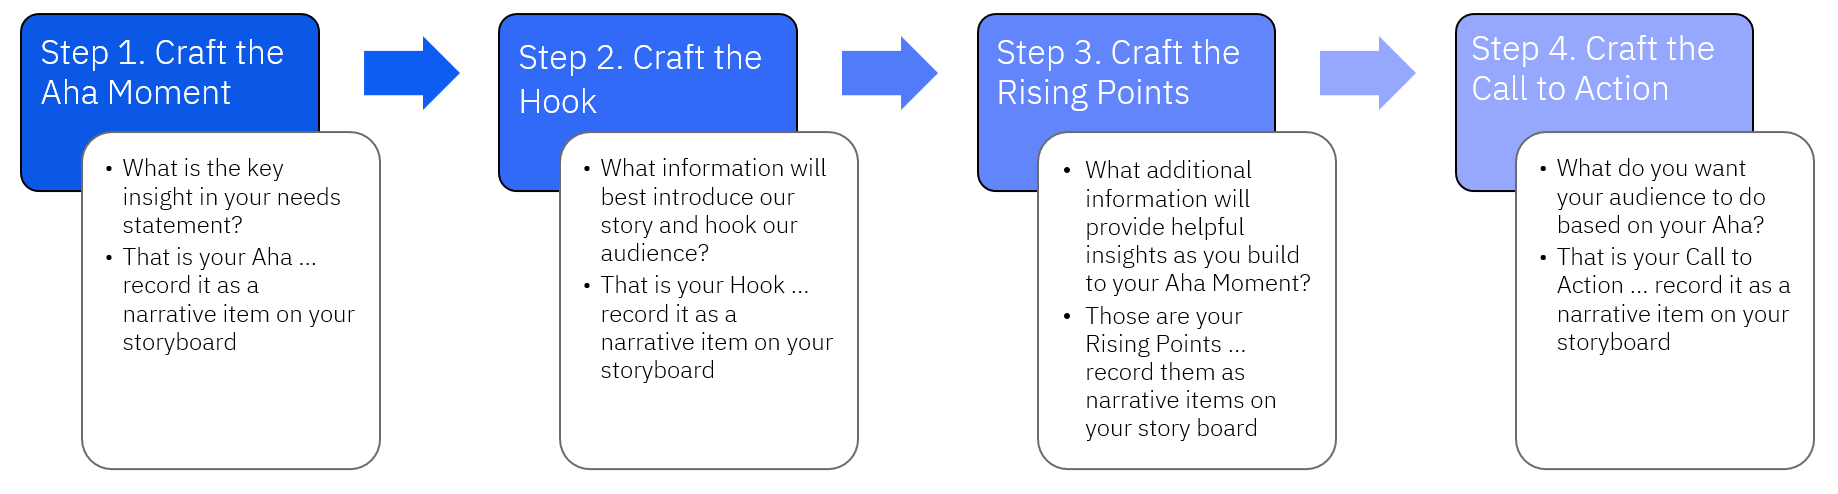 Step 1. Craft the
Aha Moment
• What is the key
insight in your needs
statement?
• That is your Aha ...
record it as a
narrative item on your
storyboard
Step 2. Craft the
Hook
• What information will
best introduce our
story and hook our
audience?
• That is your Hook ...
record it as a
narrative item on your
storyboard
Step 3. Craft the
Rising Points
• What additional
information will
provide helpful
insights as you build
to your Aha Moment?
• Those are your
Rising Points ...
record them as
narrative items on
your story board
Step 4. Craft the
Call to Action
• What do you want
your audience to do
based on your Aha?
• That is your Call to
Action ... record it as a
narrative item on your
storyboard